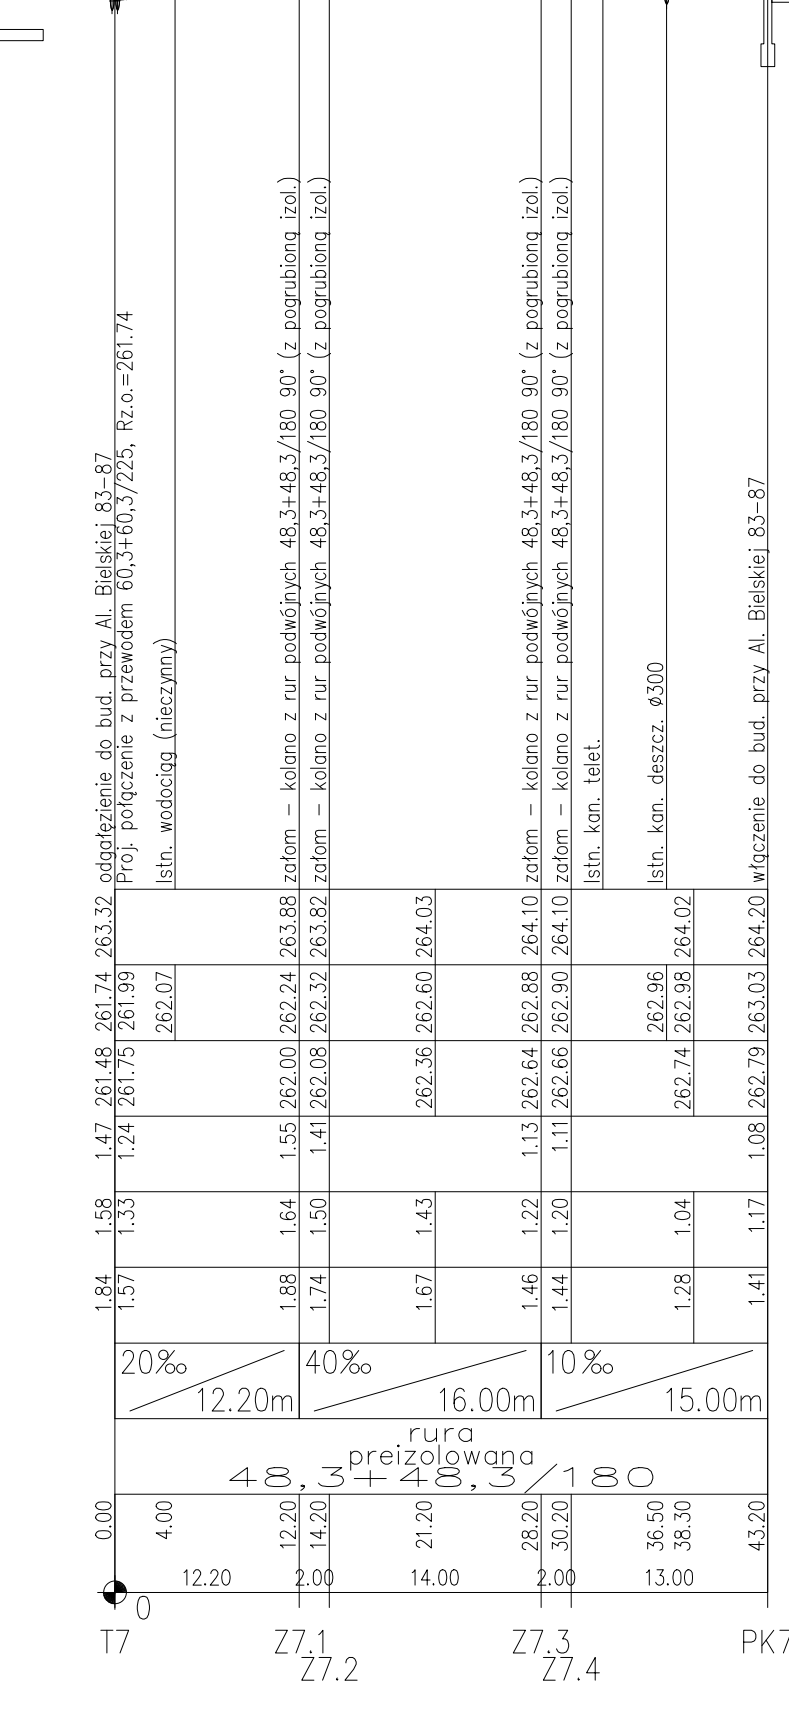 odgałęzienie do bud. przy Al. Bielskiej 83-87
Proj. połączenie z przewodem 60,3+60,3/225, Rz.o.=261.74
Istn. wodociąg (nieczynny)
załom - kolano z rur podwójnych 48,3+48,3/180 90° (z pogrubioną izol.)
załom - kolano z rur podwójnych 48,3+48,3/180 90° (z pogrubioną izol.)
załom - kolano z rur podwójnych 48,3+48,3/180 90° (z pogrubioną izol.)
załom - kolano z rur podwójnych 48,3+48,3/180 90° (z pogrubioną izol.)
Istn. kan. telet.
Istn. kan. deszcz. ø300
włączenie do bud. przy Al. Bielskiej 83-87
263.32 263.88 263.82 264.03 264.10 264.10 264.02 264.20
261.74 261.99 262.07 262.24 262.32 262.60 262.88 262.90 262.96 262.98 263.03
261.48 261.75 262.00 262.08 262.36 262.64 262.66 262.74 262.79
1.47 1.24 1.55 1.41 1.13 1.11 1.08
1.58 1.33 1.64 1.50 1.43 1.22 1.20 1.04 1.17
1.84 1.57 1.88 1.74 1.67 1.46 1.44 1.28 1.41
20‰ 40‰ 10‰
12.20m 16.00m 15.00m
rura
preizolowana
48,3+48,3/180
0.00 4.00 12.20 14.20 21.20 28.20 30.20 36.50 38.30 43.20
12.20 2.00 14.00 2.00 13.00
0
T7 Z7.1 Z7.3 PK7
Z7.2 Z7.4